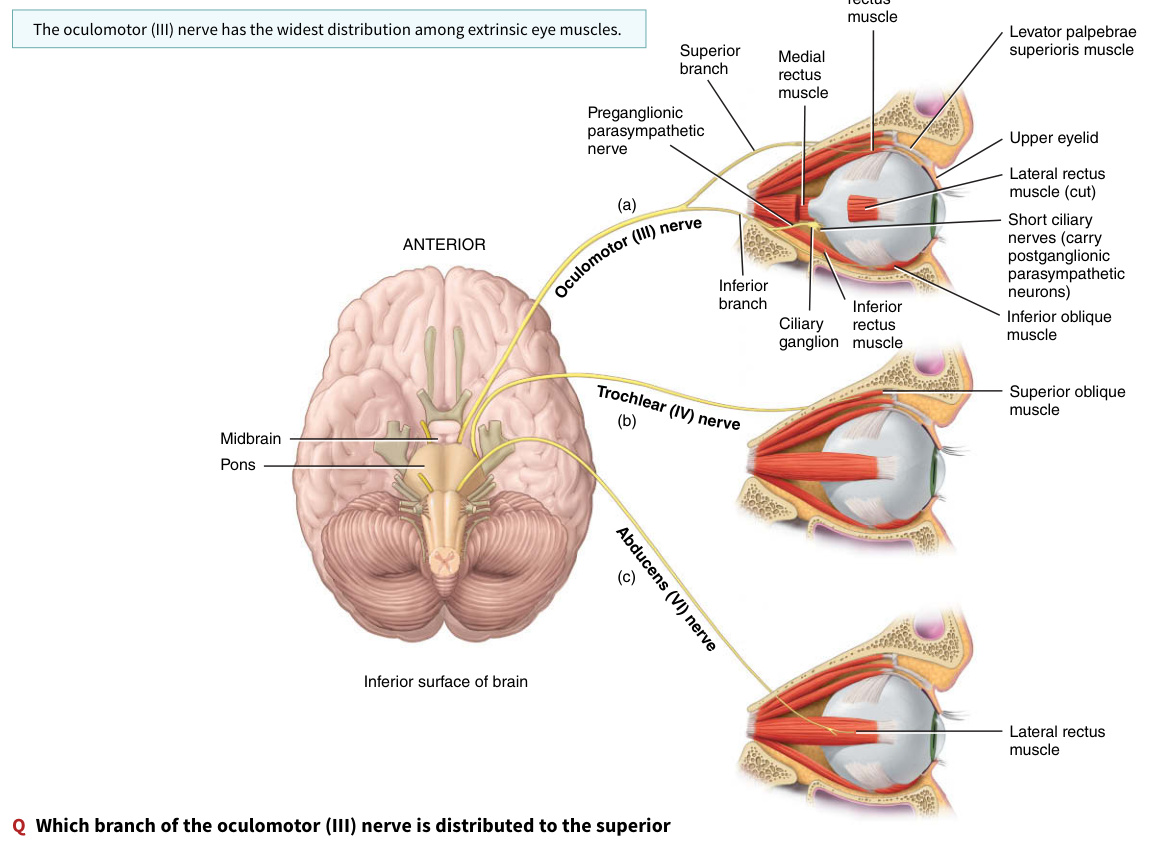 The oculomotor (III) nerve has the widest distribution among extrinsic eye muscles.
rectus
muscle
Levator palpebrae
superioris muscle
Superior
branch
Medial
rectus
muscle
Preganglionic
parasympathetic
nerve
Upper eyelid
Lateral rectus
muscle (cut)
(a)
Oculomotor (III) nerve
Short ciliary
nerves (carry
postganglionic
parasympathetic
neurons)
ANTERIOR
Inferior
branch
Ciliary
ganglion
Inferior
rectus
muscle
Inferior oblique
muscle
Trochlear (IV) nerve
(b)
Superior oblique
muscle
Midbrain
Pons
Abducens (VI) nerve
(c)
Inferior surface of brain
Lateral rectus
muscle
Q Which branch of the oculomotor (III) nerve is distributed to the superior